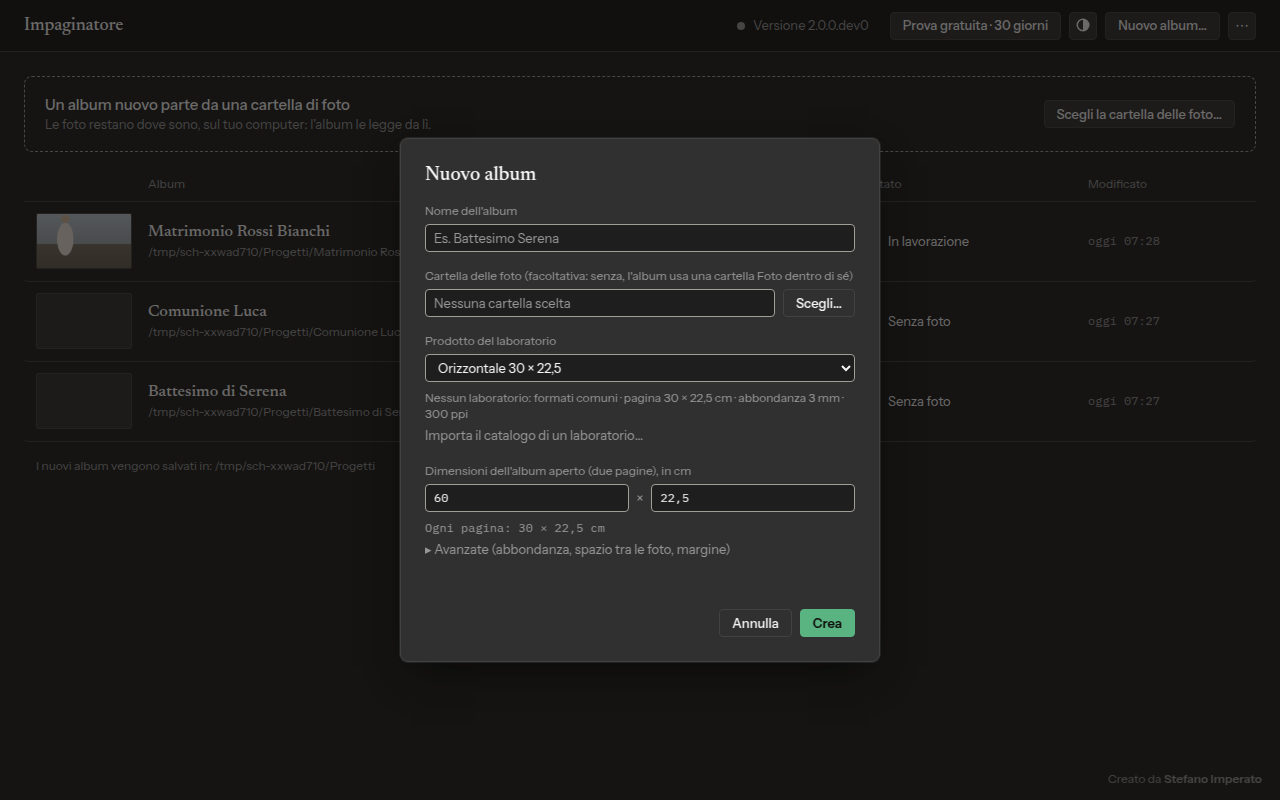 Impaginatore
Versione 2.0.0.dev0
Prova gratuita · 30 giorni
Nuovo album...
Un album nuovo parte da una cartella di foto
Le foto restano dove sono, sul tuo computer: l'album le legge da lì.
Scegli la cartella delle foto...
Album
tato
Modificato
Matrimonio Rossi Bianchi
/tmp/sch-xxwad710/Progetti/Matrimonio Ros
In lavorazione
oggi 07:28
Comunione Luca
/tmp/sch-xxwad710/Progetti/Comunione Luc
Senza foto
oggi 07:27
Battesimo di Serena
/tmp/sch-xxwad710/Progetti/Battesimo di Se
Senza foto
oggi 07:27
I nuovi album vengono salvati in: /tmp/sch-xxwad710/Progetti
Nuovo album
Nome dell'album
Es. Battesimo Serena
Cartella delle foto (facoltativa: senza, l'album usa una cartella Foto dentro di sé)
Nessuna cartella scelta
Scegli...
Prodotto del laboratorio
Orizzontale 30 × 22,5
Nessun laboratorio: formati comuni · pagina 30 × 22,5 cm · abbondanza 3 mm ·
300 ppi
Importa il catalogo di un laboratorio...
Dimensioni dell'album aperto (due pagine), in cm
60 × 22,5
Ogni pagina: 30 × 22,5 cm
▸ Avanzate (abbondanza, spazio tra le foto, margine)
Annulla
Crea
Creato da Stefano Imperato